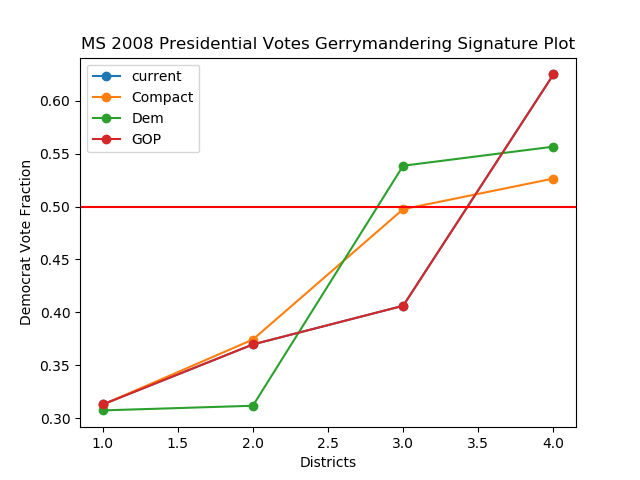 MS 2008 Presidential Votes Gerrymandering Signature Plot
current
Compact
Dem
GOP
Democrat Vote Fraction
0.60
0.55
0.50
0.45
0.40
0.35
0.30
1.0 1.5 2.0 2.5 3.0 3.5 4.0
Districts